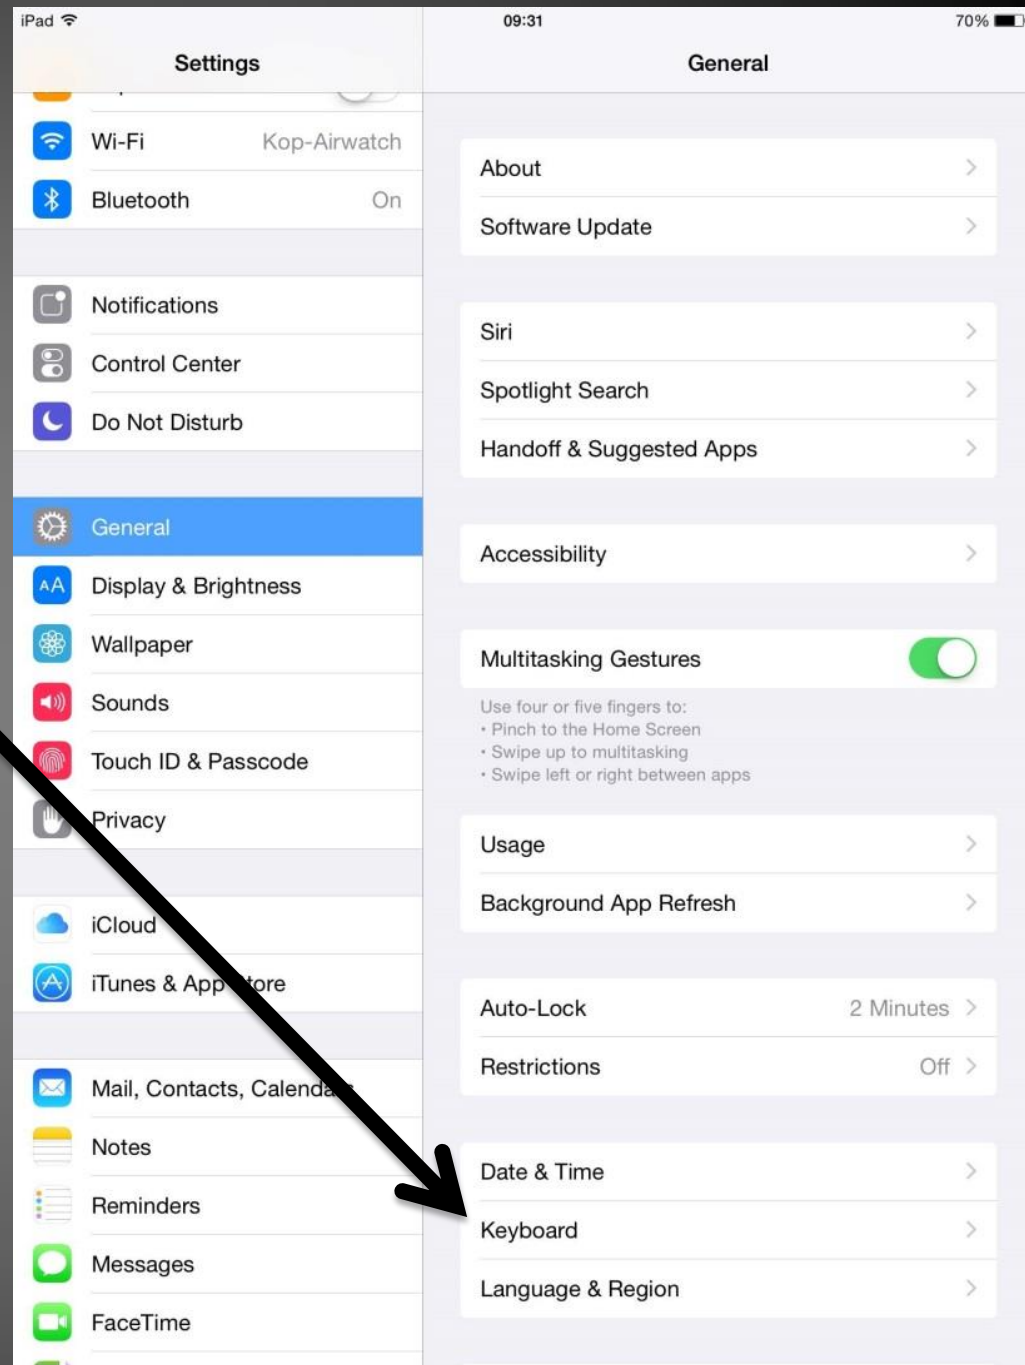 iPad
09:31
70%
Settings
General
Wi-Fi
Kop-Airwatch
Bluetooth
On
Notifications
Control Center
Do Not Disturb
General
AA
Display & Brightness
Wallpaper
Sounds
Touch ID & Passcode
Privacy
iCloud
iTunes & App Store
Mail, Contacts, Calendars
Notes
Reminders
Messages
FaceTime
About
Software Update
Siri
Spotlight Search
Handoff & Suggested Apps
Accessibility
Multitasking Gestures
Use four or five fingers to:
• Pinch to the Home Screen
• Swipe up to multitasking
• Swipe left or right between apps
Usage
Background App Refresh
Auto-Lock
2 Minutes
Restrictions
Off
Date & Time
Keyboard
Language & Region